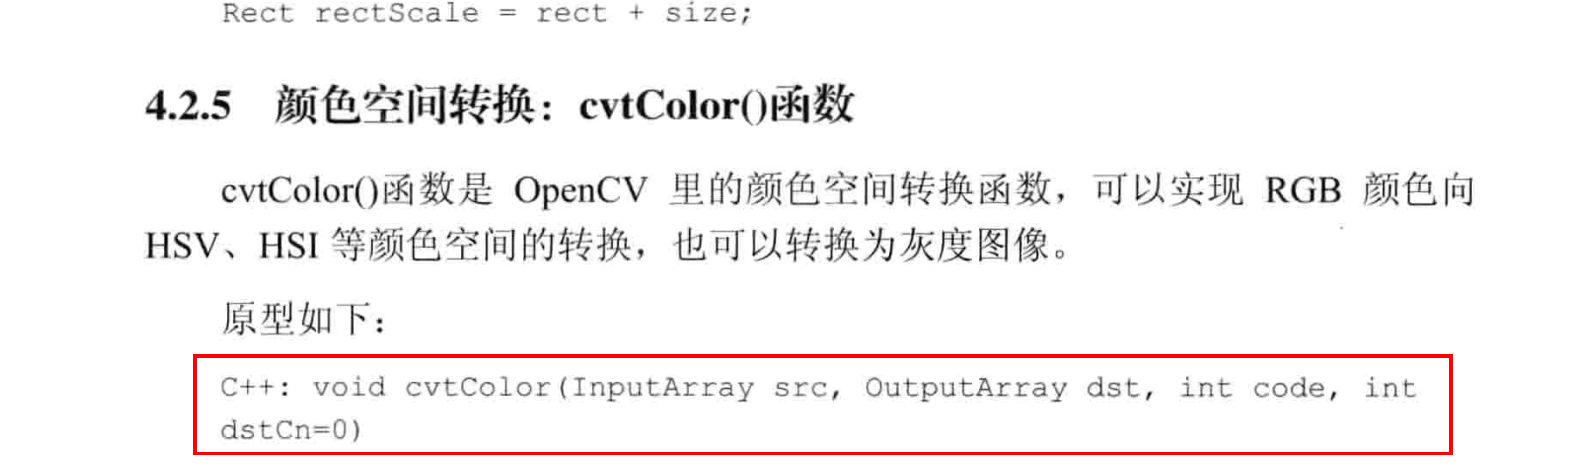 Rect rectScale = rect + size;
4.2.5 颜色空间转换：cvtColor()函数
cvtColor()函数是 OpenCV 里的颜色空间转换函数，可以实现 RGB 颜色向
HSV、HSI 等颜色空间的转换，也可以转换为灰度图像。
原型如下：
C++: void cvtColor(InputArray src, OutputArray dst, int code, int
dstCn=0)